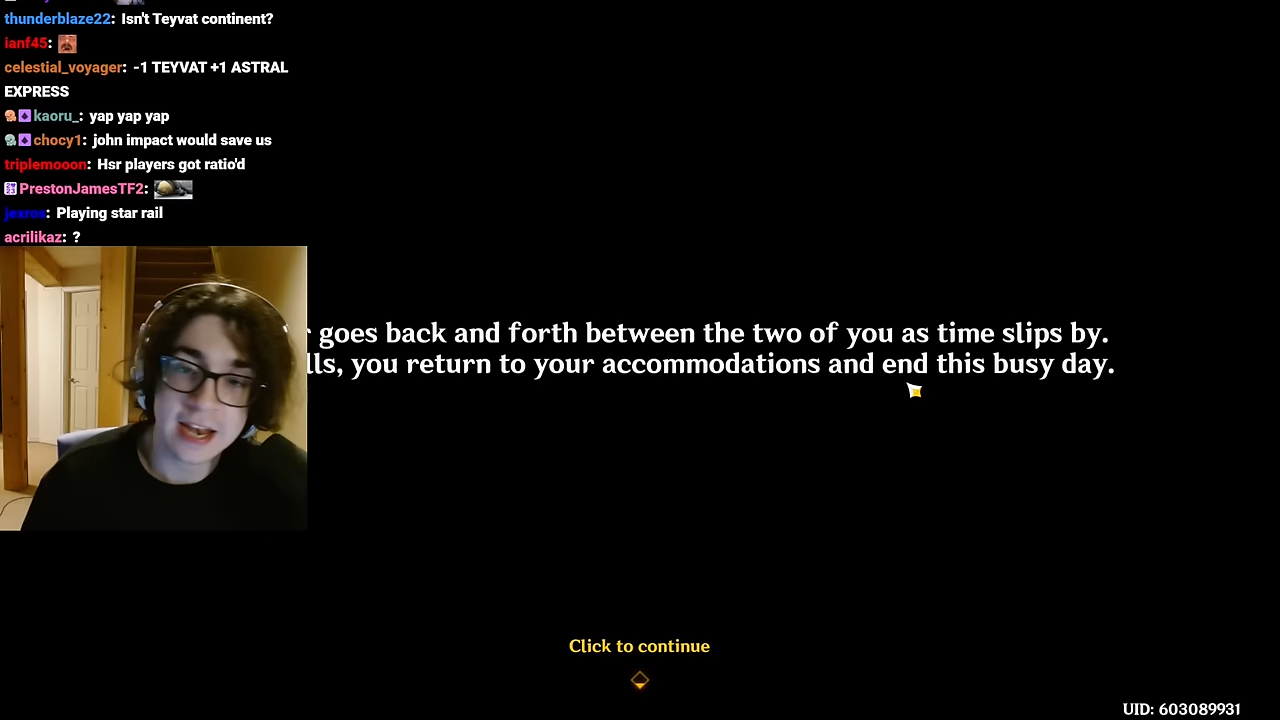 thunderblaze22: Isn't Teyvat continent?
ianf45:
celestial_voyager: -1 TEYVAT +1 ASTRAL
EXPRESS
kaoru_: yap yap yap
chocy1: john impact would save us
triplemooon: Hsr players got ratio'd
PrestonJamesTF2:
jexros: Playing star rail
acrilikaz: ?
goes back and forth between the two of you as time slips by.
you return to your accommodations and end this busy day.
Click to continue
UID: 603089931